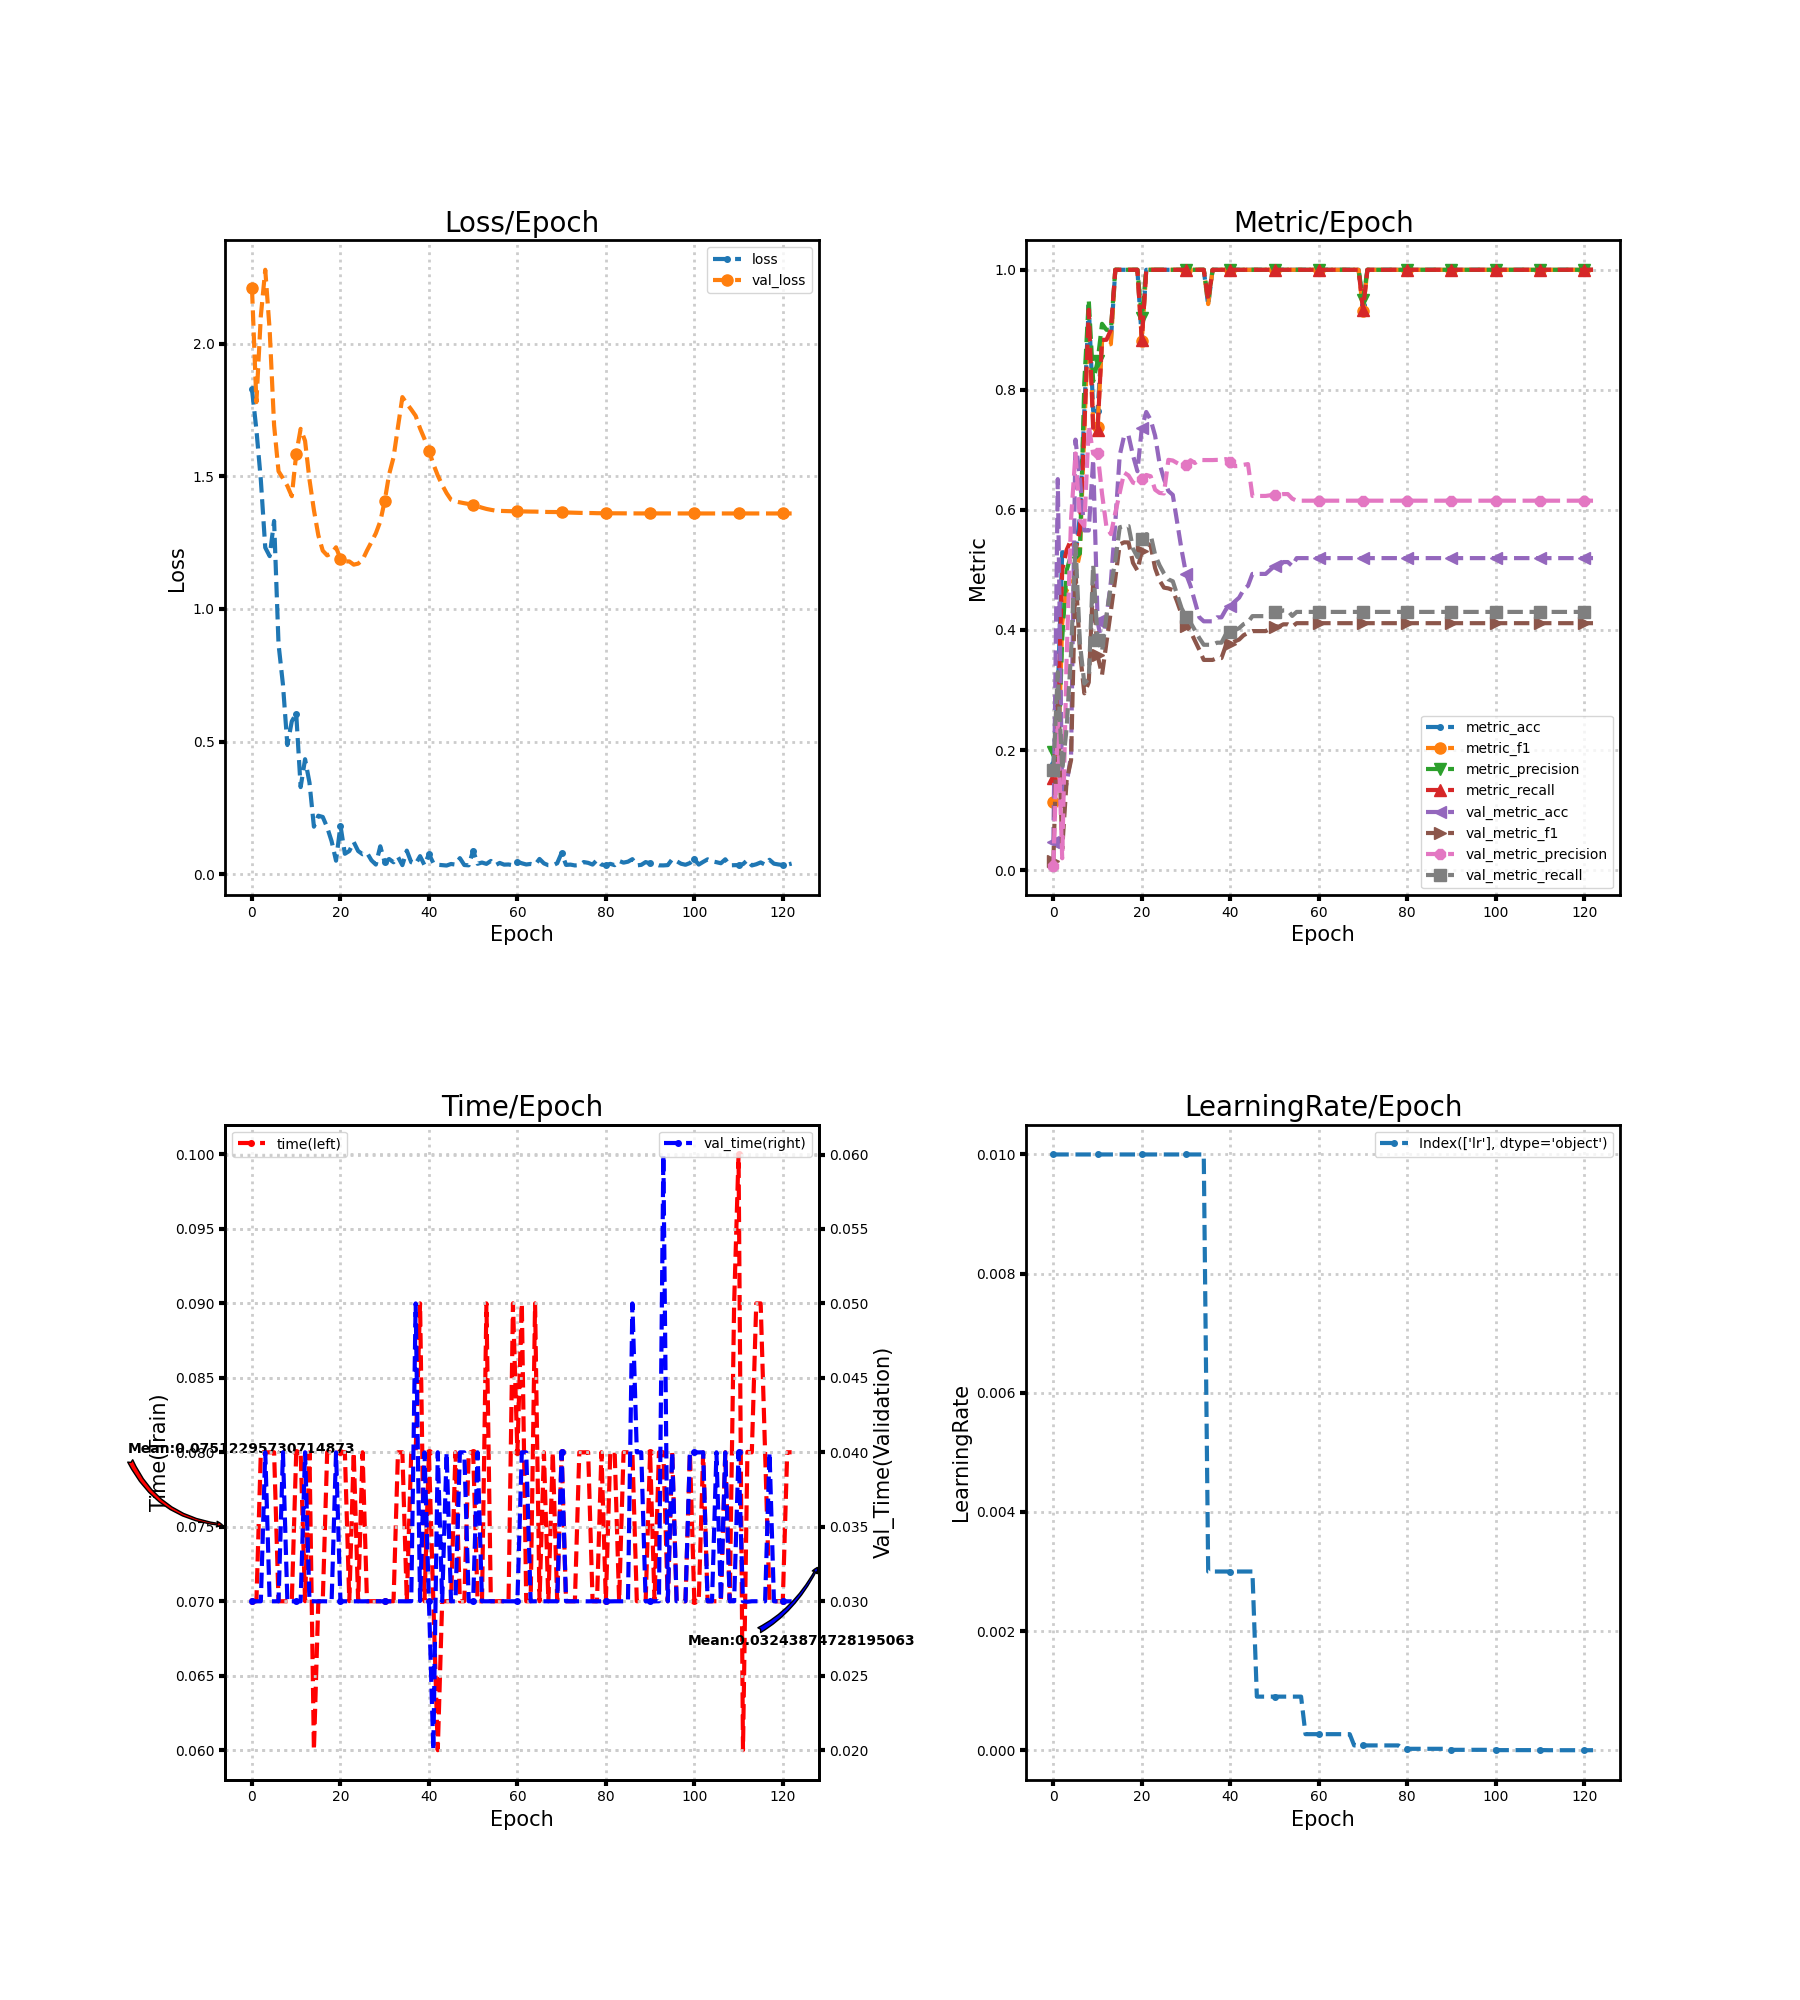 Loss/Epoch
loss
val_loss
2.0
1.5
1.0
0.5
0.0
Loss
0 20 40 60 80 100 120
Epoch
Metric/Epoch
1.0
0.8
0.6
0.4
0.2
0.0
Metric
metric_acc
metric_f1
metric_precision
metric_recall
val_metric_acc
val_metric_f1
val_metric_precision
val_metric_recall
0 20 40 60 80 100 120
Epoch
Time/Epoch
time(left)
val_time(right)
0.100
0.095
0.090
0.085
0.080
0.075
0.070
0.065
0.060
Time(Train)
Mean:0.07512295730714873
0.060
0.055
0.050
0.045
0.040
0.035
0.030
0.025
0.020
Val_Time(Validation)
Mean:0.03243874728195063
0 20 40 60 80 100 120
Epoch
LearningRate/Epoch
Index(['lr'], dtype='object')
0.010
0.008
0.006
0.004
0.002
0.000
LearningRate
0 20 40 60 80 100 120
Epoch